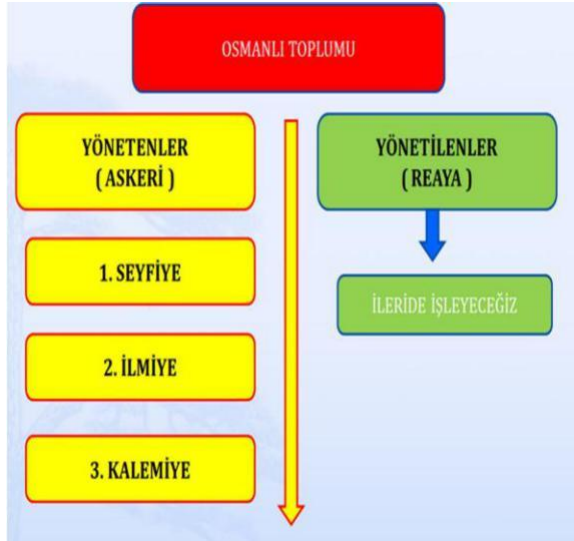 OSMANLI TOPLUMU
YÖNETENLER
( ASKERİ )
1. SEYFİYE
2. İLMİYE
3. KALEMİYE
YÖNETİLENLER
( REAYA )
İLERİDE İŞLEYECEĞİZ